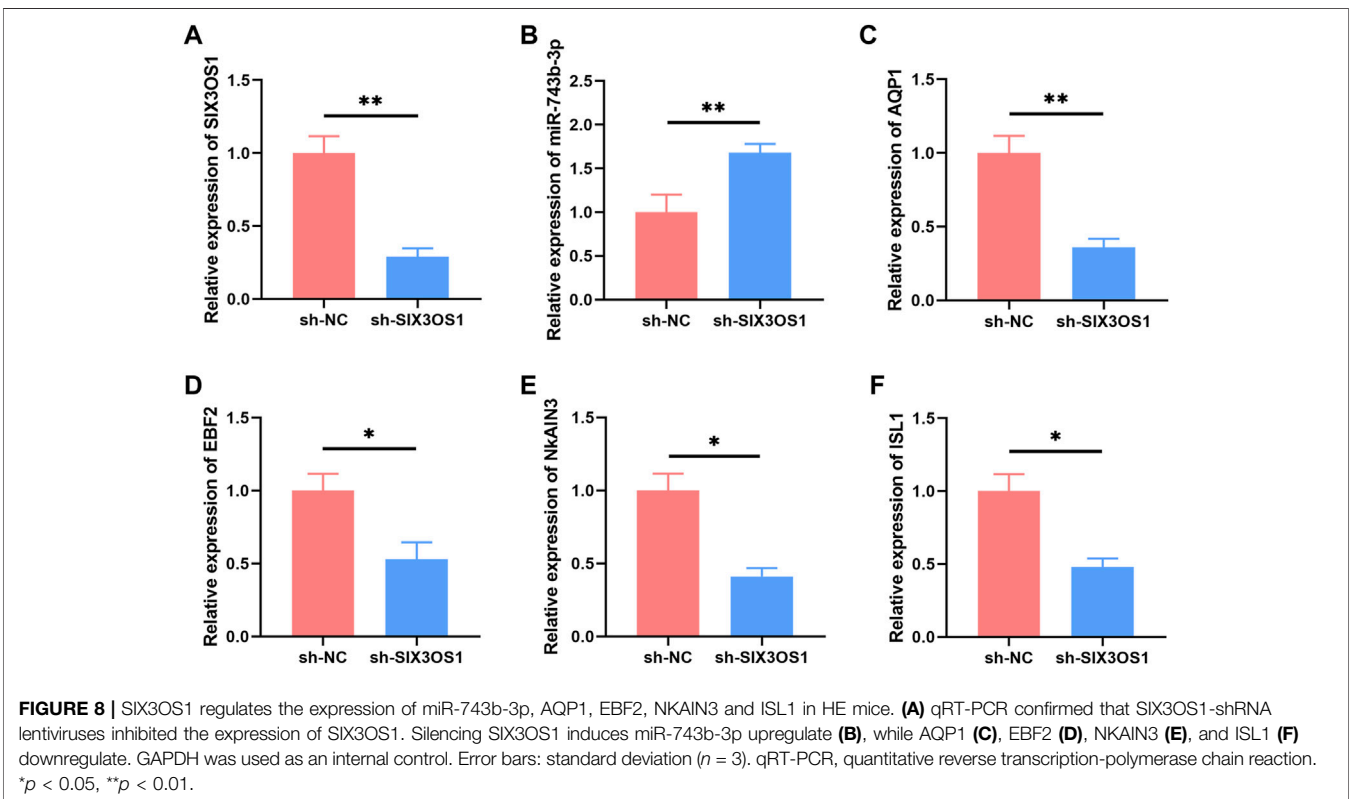 A
Relative expression of SIX3OS1
1.5
**
1.0
0.5
0.0
sh-NC sh-SIX3OS1
B
Relative expression of miR-743b-3p
2.5
**
2.0
1.5
1.0
0.5
0.0
sh-NC sh-SIX3OS1
C
Relative expression of AQP1
1.5
**
1.0
0.5
0.0
sh-NC sh-SIX3OS1
D
Relative expression of EBF2
1.5
*
1.0
0.5
0.0
sh-NC sh-SIX3OS1
E
Relative expression of NkAIN3
1.5
*
1.0
0.5
0.0
sh-NC sh-SIX3OS1
F
Relative expression of ISL1
1.5
*
1.0
0.5
0.0
sh-NC sh-SIX3OS1
FIGURE 8 | SIX3OS1 regulates the expression of miR-743b-3p, AQP1, EBF2, NKAIN3 and ISL1 in HE mice. (A) qRT-PCR confirmed that SIX3OS1-shRNA
lentiviruses inhibited the expression of SIX3OS1. Silencing SIX3OS1 induces miR-743b-3p upregulate (B), while AQP1 (C), EBF2 (D), NKAIN3 (E), and ISL1 (F)
downregulate. GAPDH was used as an internal control. Error bars: standard deviation (n = 3). qRT-PCR, quantitative reverse transcription-polymerase chain reaction.
*p < 0.05, **p < 0.01.